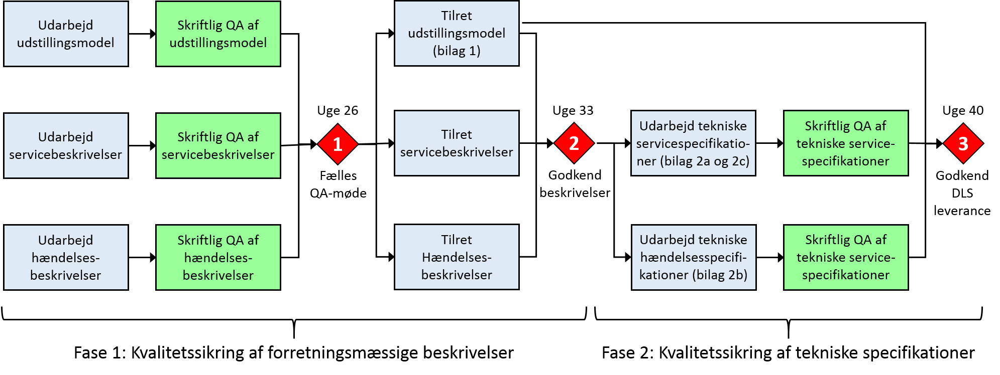 Udarbejd
udstillingsmodel
Skriftlig QA af
udstillingsmodel
Tilret
udstillingsmodel
(bilag 1)
Udarbejd
servicebeskrivelser
Skriftlig QA af
servicebeskrivelser
Uge 26
1
Fælles
QA-møde
Tilret
servicebeskrivelser
Uge 33
2
Godkend
beskrivelser
Udarbejd tekniske
servicespecifikatio-
ner (bilag 2a og 2c)
Skriftlig QA af
tekniske service-
specifikationer
Uge 40
3
Godkend
DLS
leverance
Udarbejd
hændelses-
beskrivelser
Skriftlig QA af
hændelses-
beskrivelser
Tilret
Hændelses-
beskrivelser
Udarbejd tekniske
hændelsesspecifi-
kationer (bilag 2b)
Skriftlig QA af
tekniske service-
specifikationer
Fase 1: Kvalitetssikring af forretningsmæssige beskrivelser
Fase 2: Kvalitetssikring af tekniske specifikationer